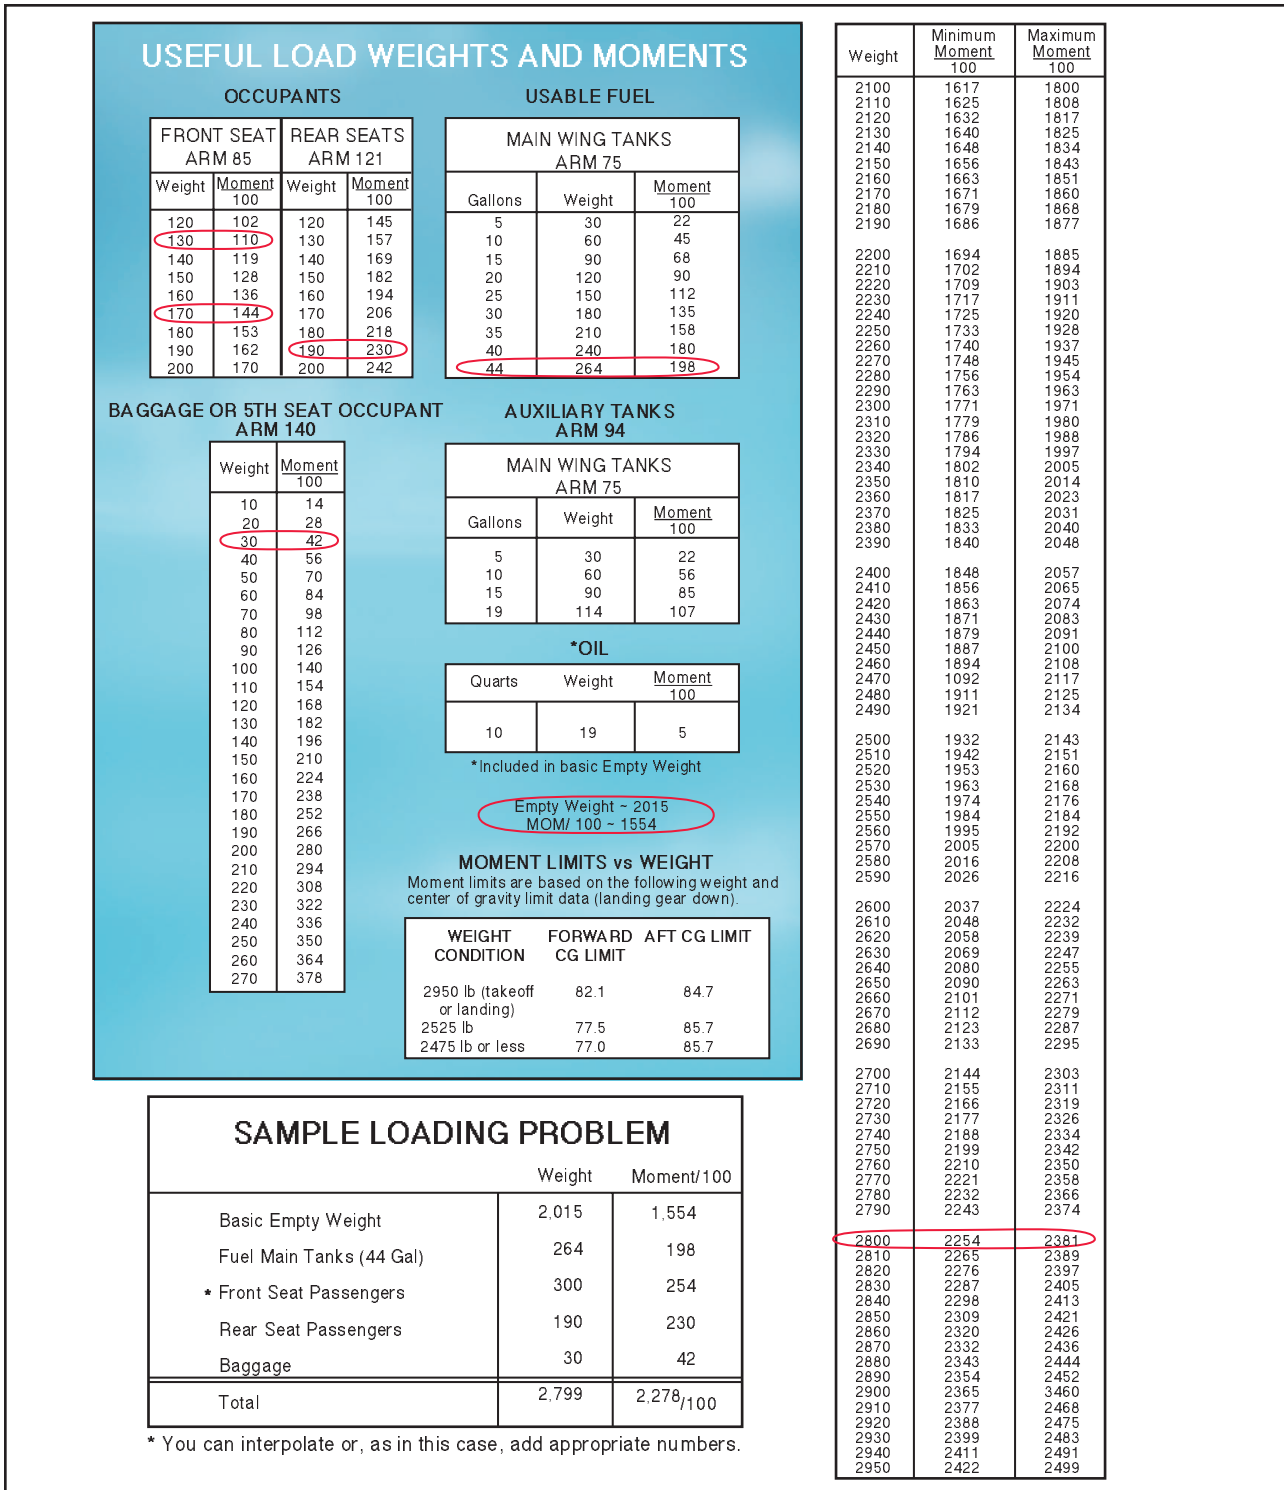 USEFUL LOAD WEIGHTS AND MOMENTS
OCCUPANTS
FRONT SEAT REAR SEATS
ARM 85 ARM 121
Weight Moment Weight Moment
100 100
120 102 120 145
130 110 130 157
140 119 140 169
150 128 150 182
160 136 160 194
170 144 170 206
180 153 180 218
190 162 190 230
200 170 200 242
USABLE FUEL
MAIN WING TANKS
ARM 75
Gallons Weight Moment
100
5 30 22
10 60 45
15 90 68
20 120 90
25 150 112
30 180 135
35 210 158
40 240 180
44 264 198
BAGGAGE OR 5TH SEAT OCCUPANT
ARM 140
Weight Moment
100
10 14
20 28
30 42
40 56
50 70
60 84
70 98
80 112
90 126
100 140
110 154
120 168
130 182
140 196
150 210
160 224
170 238
180 252
190 266
200 280
210 294
220 308
230 322
240 336
250 350
260 364
270 378
AUXILIARY TANKS
ARM 94
MAIN WING TANKS
ARM 75
Gallons Weight Moment
100
5 30 22
10 60 56
15 90 85
19 114 107
*OIL
Quarts Weight Moment
100
10 19 5
*Included in basic Empty Weight
Empty Weight ~ 2015
MOM/ 100 ~ 1554
MOMENT LIMITS vs WEIGHT
Moment limits are based on the following weight and
center of gravity limit data (landing gear down).
WEIGHT FORWARD AFT CG LIMIT
CONDITION CG LIMIT
2950 lb (takeoff 82.1 84.7
or landing)
2525 lb 77.5 85.7
2475 lb or less 77.0 85.7
SAMPLE LOADING PROBLEM
Weight Moment/100
Basic Empty Weight 2,015 1,554
Fuel Main Tanks (44 Gal) 264 198
* Front Seat Passengers 300 254
Rear Seat Passengers 190 230
Baggage 30 42
Total 2,799 2,278/100
* You can interpolate or, as in this case, add appropriate numbers.
Minimum Maximum
Weight Moment Moment
100 100
2100 1617 1800
2110 1625 1808
2120 1632 1817
2130 1640 1825
2140 1648 1834
2150 1656 1843
2160 1663 1851
2170 1671 1860
2180 1679 1868
2190 1686 1877
2200 1694 1885
2210 1702 1894
2220 1709 1903
2230 1717 1911
2240 1725 1920
2250 1733 1928
2260 1740 1937
2270 1748 1945
2280 1756 1954
2290 1763 1963
2300 1771 1971
2310 1779 1980
2320 1786 1988
2330 1794 1997
2340 1802 2005
2350 1810 2014
2360 1817 2023
2370 1825 2031
2380 1833 2040
2390 1840 2048
2400 1848 2057
2410 1856 2065
2420 1863 2074
2430 1871 2083
2440 1879 2091
2450 1887 2100
2460 1894 2108
2470 1092 2117
2480 1911 2125
2490 1921 2134
2500 1932 2143
2510 1942 2151
2520 1953 2160
2530 1963 2168
2540 1974 2176
2550 1984 2184
2560 1995 2192
2570 2005 2200
2580 2016 2208
2590 2026 2216
2600 2037 2224
2610 2048 2232
2620 2058 2239
2630 2069 2247
2640 2080 2255
2650 2090 2263
2660 2101 2271
2670 2112 2279
2680 2123 2287
2690 2133 2295
2700 2144 2303
2710 2155 2311
2720 2166 2319
2730 2177 2326
2740 2188 2334
2750 2199 2342
2760 2210 2350
2770 2221 2358
2780 2232 2366
2790 2243 2374
2800 2254 2381
2810 2265 2389
2820 2276 2397
2830 2287 2405
2840 2298 2413
2850 2309 2421
2860 2320 2426
2870 2332 2436
2880 2343 2444
2890 2354 2452
2900 2365 3460
2910 2377 2468
2920 2388 2475
2930 2399 2483
2940 2411 2491
2950 2422 2499